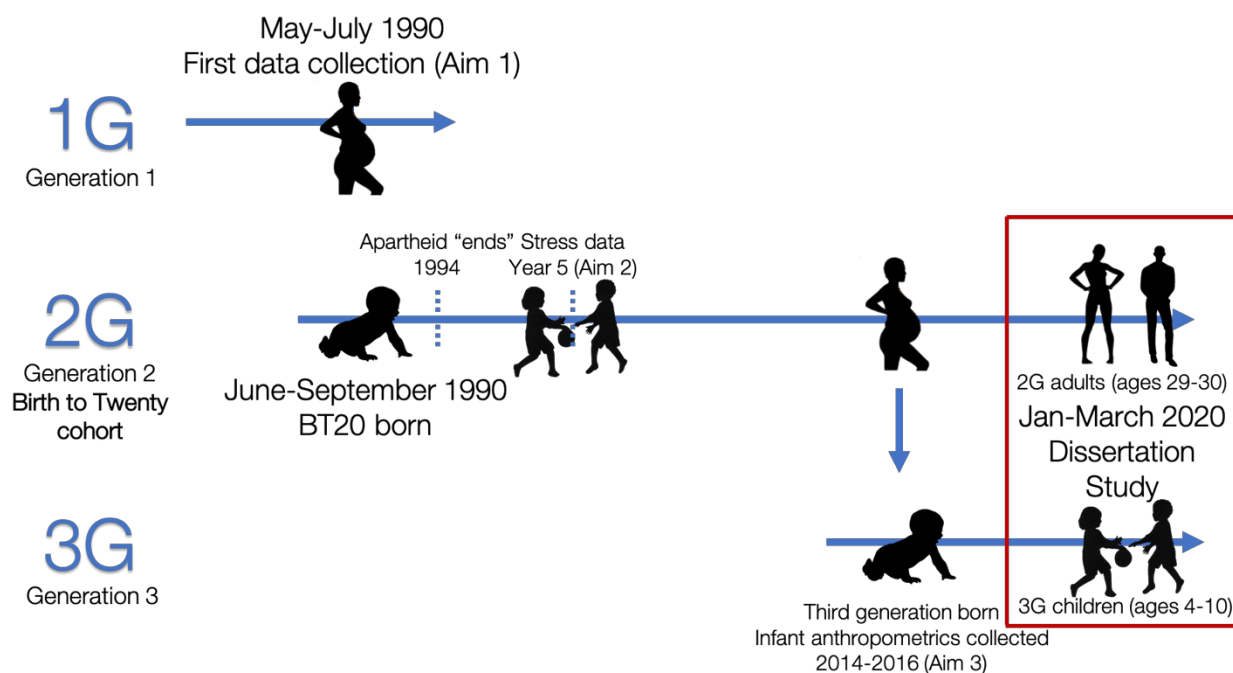 May-July 1990
First data collection (Aim 1)
1G
Generation 1
Apartheid “ends”
1994
Stress data
Year 5 (Aim 2)
2G
Generation 2
Birth to Twenty
cohort
June-September 1990
BT20 born
2G adults (ages 29-30)
Jan-March 2020
Dissertation
Study
3G
Generation 3
Third generation born
Infant anthropometrics collected
2014-2016 (Aim 3)
3G children (ages 4-10)